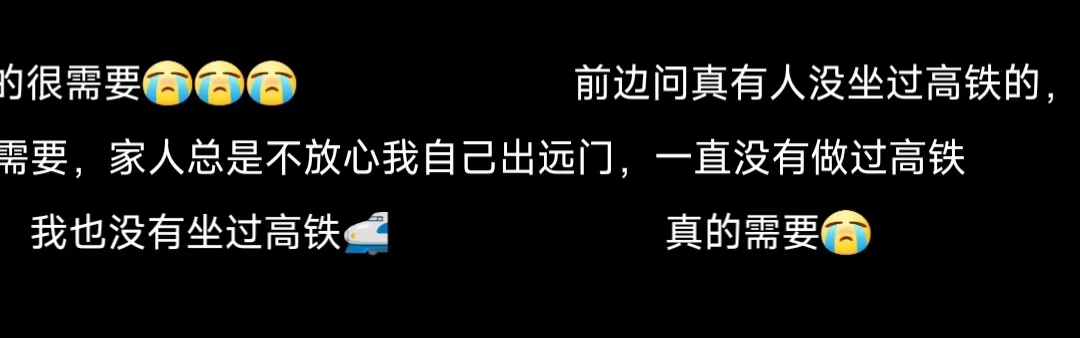 的很需要😭😭😭 前边问真有人没坐过高铁的，
需要，家人总是不放心我自己出远门，一直没有做过高铁
我也没有坐过高铁🚅 真的需要😭